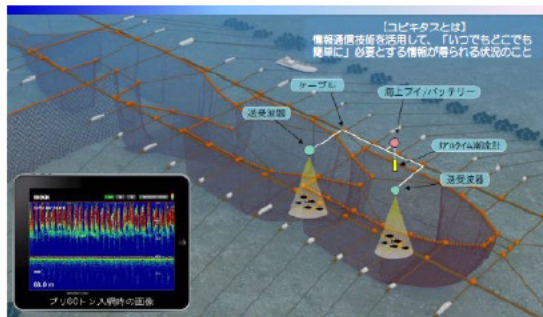 【ユビキタスとは】
情報通信技術を活用して、「いつでもどこでも
簡単に」必要とする情報が得られる状況のこと
ケーブル
海上ブイ/バッテリー
送受波器
リアルタイム潮流計
送受波器
ブリ60トン入網時の画像